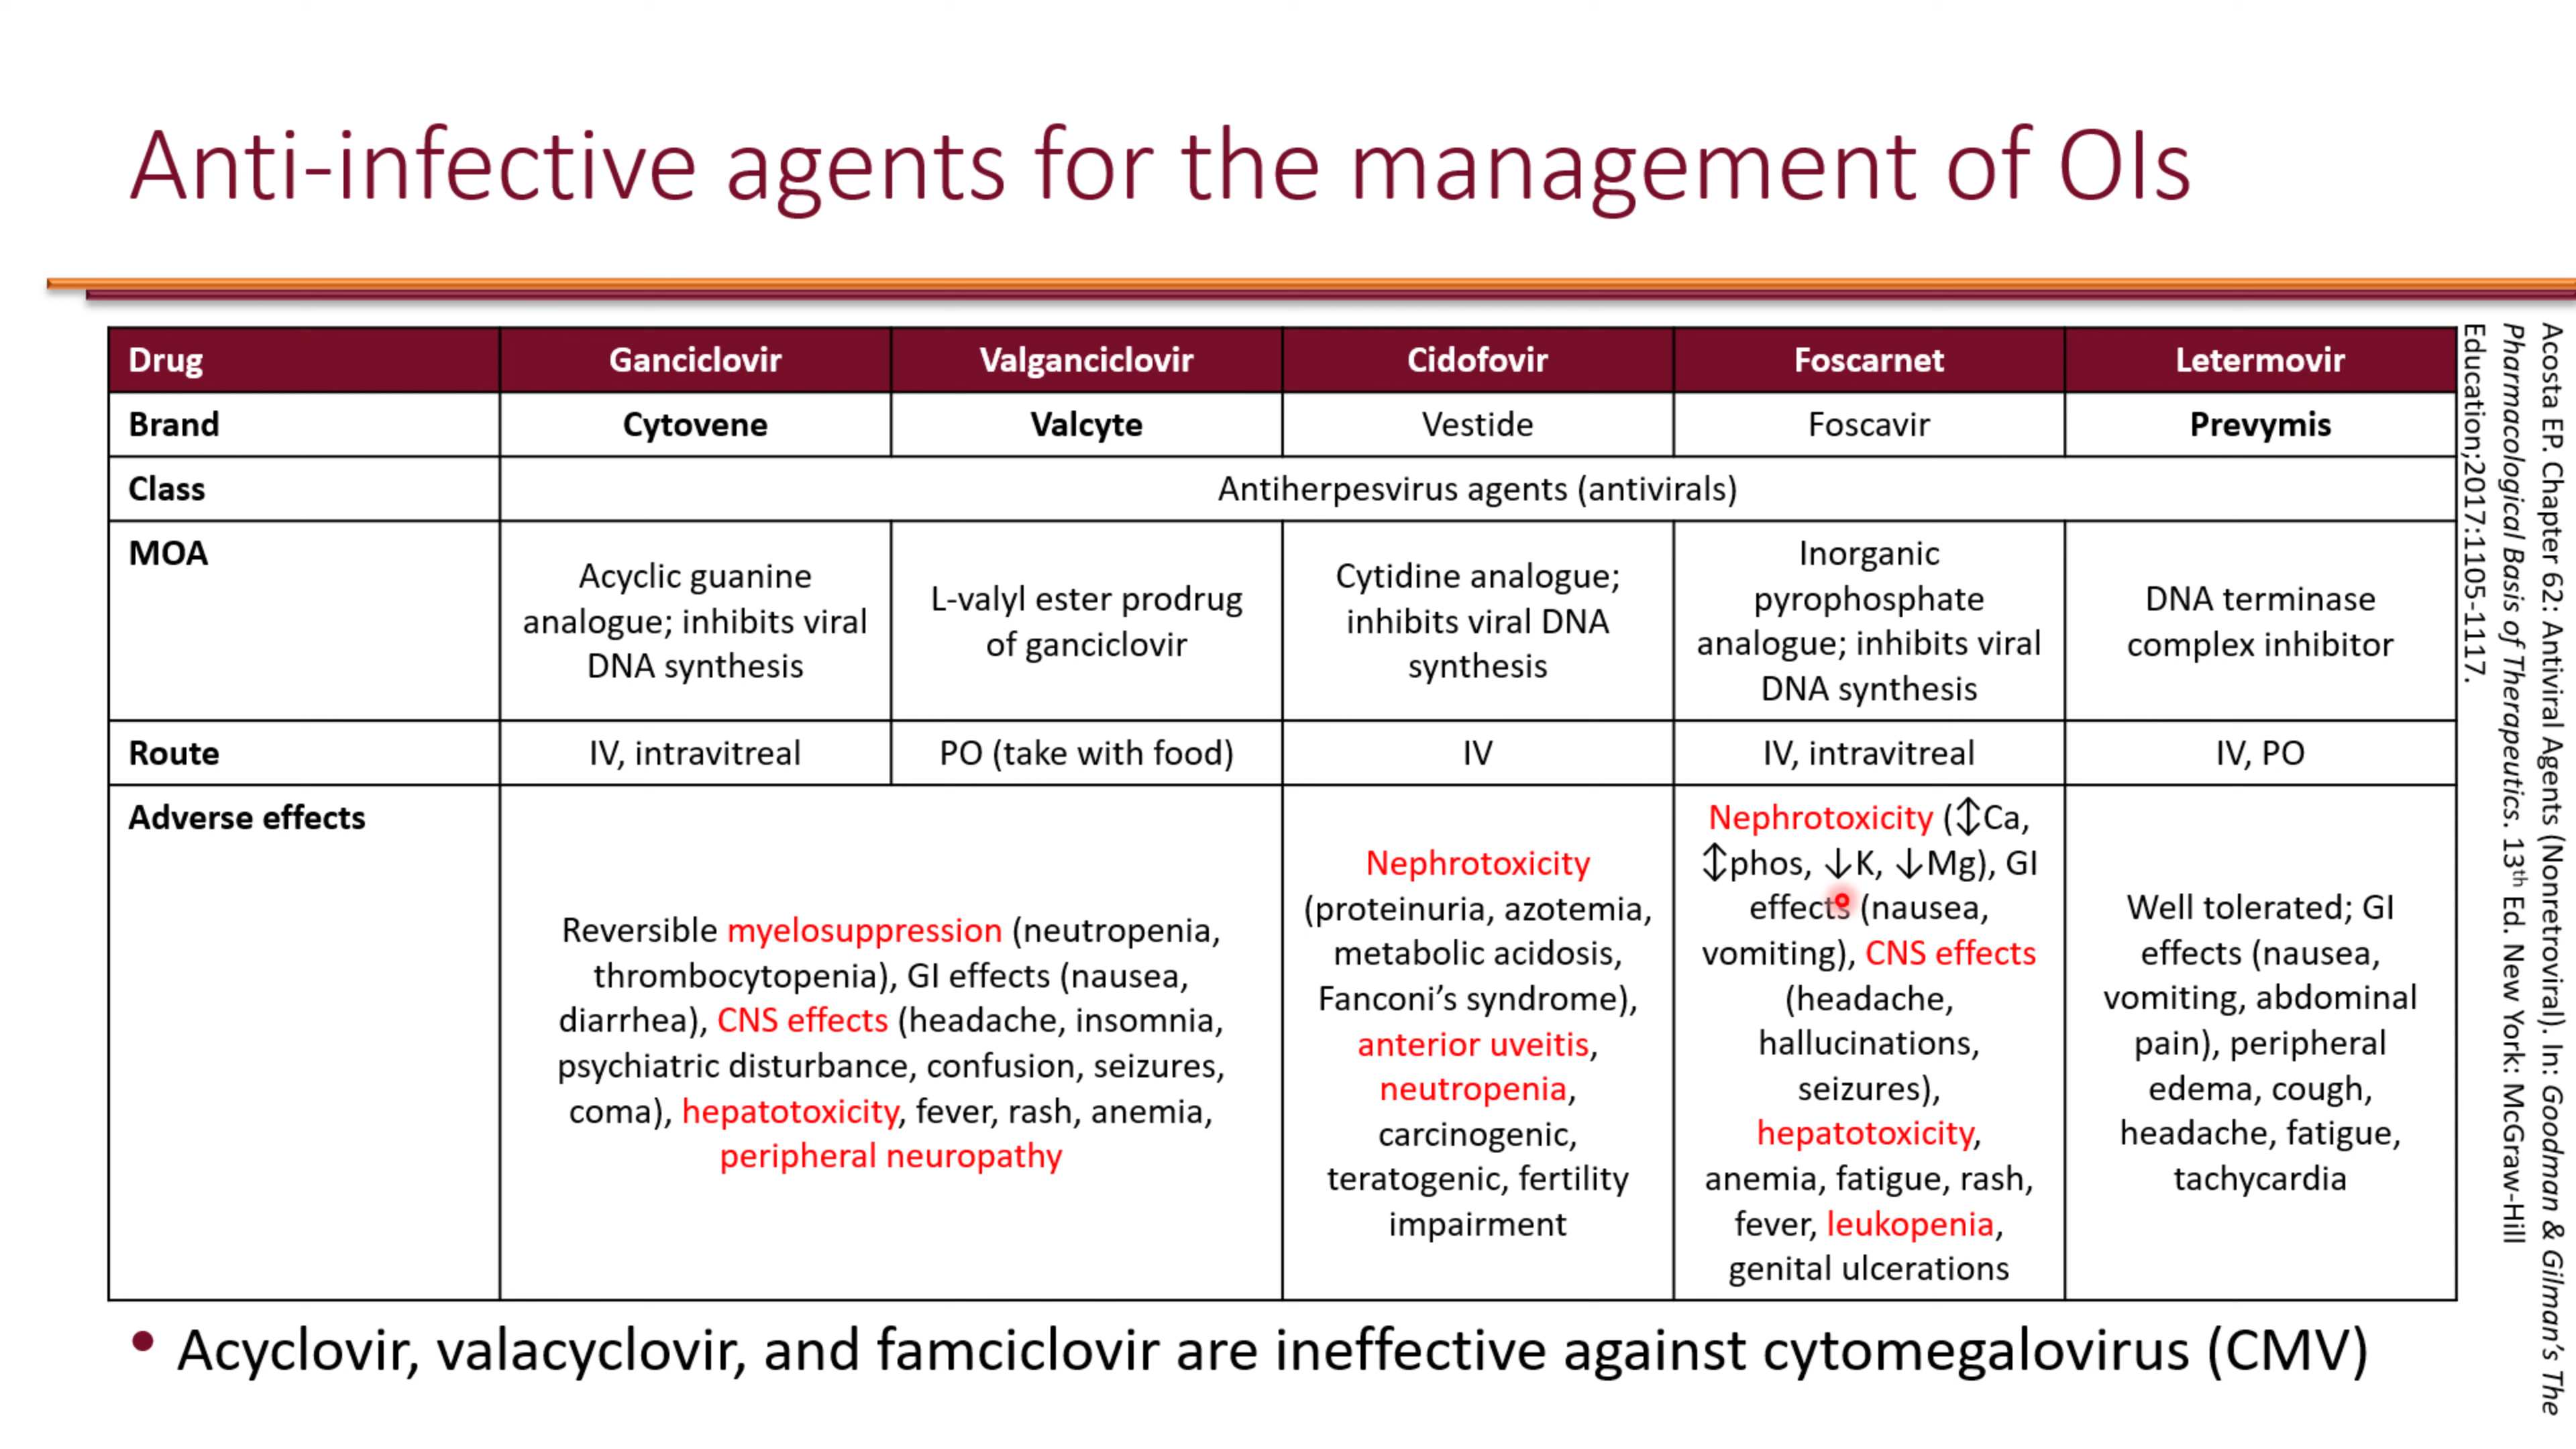 Anti-infective agents for the management of OIs
Drug
Ganciclovir
Valganciclovir
Cidofovir
Foscarnet
Letermovir
Brand
Cytovene
Valcyte
Vestide
Foscavir
Prevymis
Class
Antiherpesvirus agents (antivirals)
MOA
Acyclic guanine
analogue; inhibits viral
DNA synthesis
L-valyl ester prodrug
of ganciclovir
Cytidine analogue;
inhibits viral DNA
synthesis
Inorganic
pyrophosphate
analogue; inhibits viral
DNA synthesis
DNA terminase
complex inhibitor
Route
IV, intravitreal
PO (take with food)
IV
IV, intravitreal
IV, PO
Adverse effects
Reversible myelosuppression (neutropenia,
thrombocytopenia), GI effects (nausea,
diarrhea), CNS effects (headache, insomnia,
psychiatric disturbance, confusion, seizures,
coma), hepatotoxicity, fever, rash, anemia,
peripheral neuropathy
Nephrotoxicity
(proteinuria, azotemia,
metabolic acidosis,
Fanconi's syndrome),
anterior uveitis,
neutropenia,
carcinogenic,
teratogenic, fertility
impairment
Nephrotoxicity (↕Ca,
↕phos, ↓K, ↓Mg), GI
effects (nausea,
vomiting), CNS effects
(headache,
hallucinations,
seizures),
hepatotoxicity,
anemia, fatigue, rash,
fever, leukopenia,
genital ulcerations
Well tolerated; GI
effects (nausea,
vomiting, abdominal
pain), peripheral
edema, cough,
headache, fatigue,
tachycardia
• Acyclovir, valacyclovir, and famciclovir are ineffective against cytomegalovirus (CMV)
Acosta EP. Chapter 62: Antiviral Agents (Nonretroviral). In: Goodman & Gilman's The
Pharmacological Basis of Therapeutics. 13th Ed. New York: McGraw-Hill
Education;2017:1105-1117.